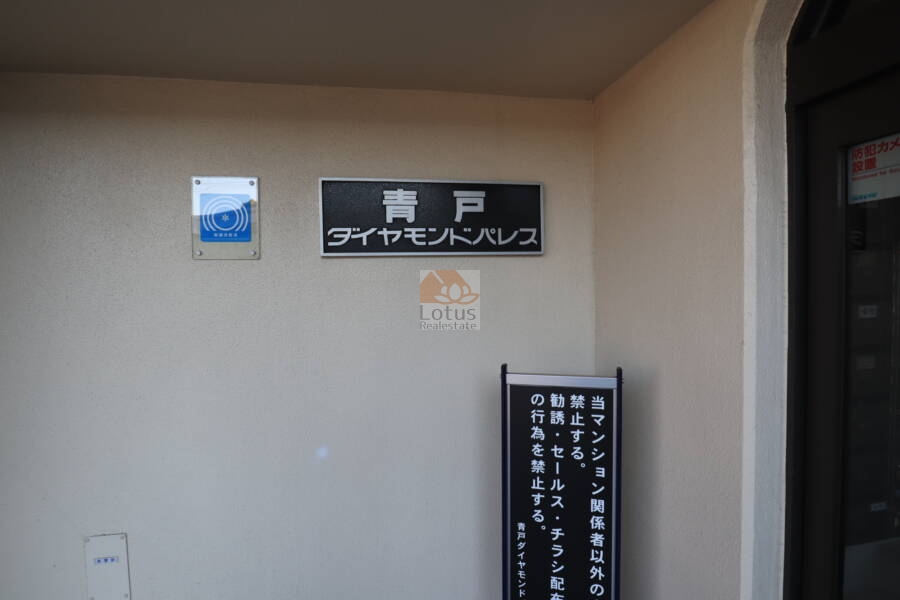 青戸
ダイヤモンドパレス
防犯カメ
設置
Lotus
Realestate
当マンション関係者以外の
禁止する。
勧誘・セールス・チラシ配布
の行為を禁止する。
青戸ダイヤモンド